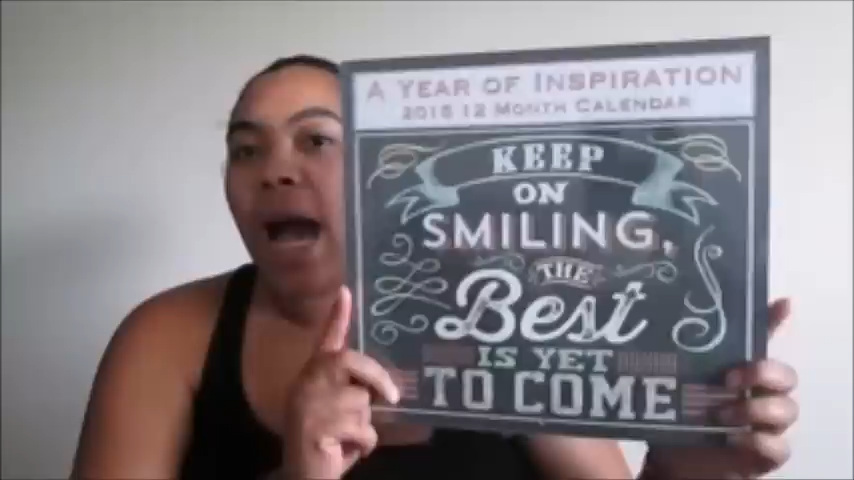 A YEAR OF INSPIRATION
2015 12 MONTH CALENDAR
KEEP
ON
SMILING,
THE
Best
IS YET
TO COME